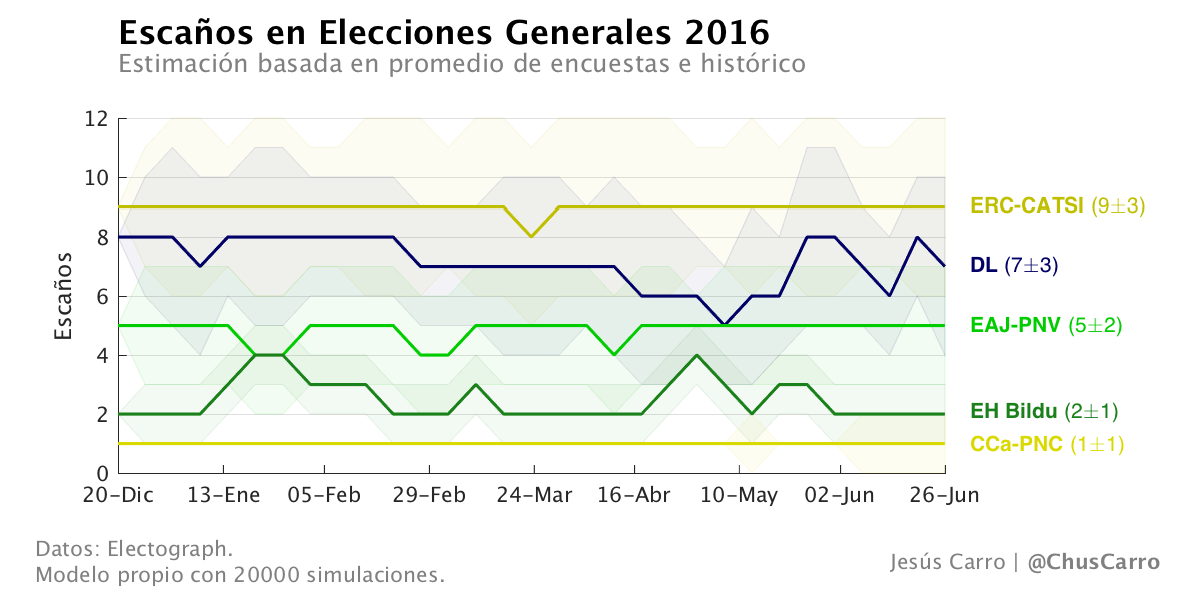 Escaños en Elecciones Generales 2016
Estimación basada en promedio de encuestas e histórico
Escaños
12
10
8
6
4
2
0
20-Dic 13-Ene 05-Feb 29-Feb 24-Mar 16-Abr 10-May 02-Jun 26-Jun
ERC-CATSI (9±3)
DL (7±3)
EAJ-PNV (5±2)
EH Bildu (2±1)
CCa-PNC (1±1)
Datos: Electograph.
Modelo propio con 20000 simulaciones.
Jesús Carro | @ChusCarro